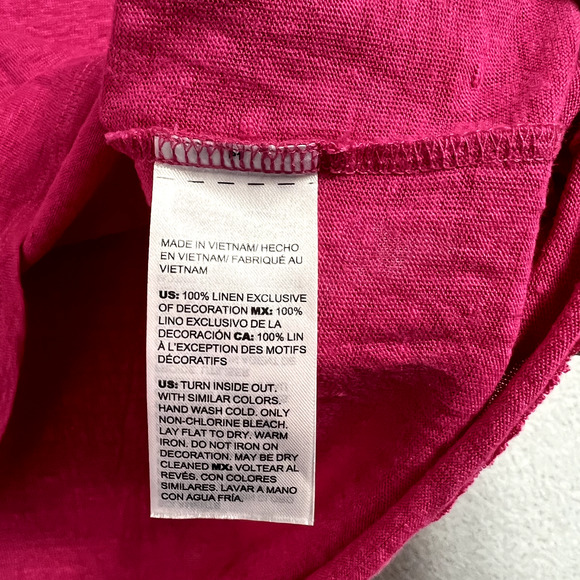 MADE IN VIETNAM/ HECHO
EN VIETNAM/ FABRIQUÉ AU
VIETNAM
US: 100% LINEN EXCLUSIVE
OF DECORATION MX: 100%
LINO EXCLUSIVO DE LA
DECORACIÓN CA: 100% LIN
À L'EXCEPTION DES MOTIFS
DÉCORATIFS
US: TURN INSIDE OUT.
WITH SIMILAR COLORS.
HAND WASH COLD. ONLY
NON-CHLORINE BLEACH.
LAY FLAT TO DRY. WARM
IRON. DO NOT IRON ON
DECORATION. MAY BE DRY
CLEANED MX: VOLTEAR AL
REVÉS. CON COLORES
SIMILARES. LAVAR A MANO
CON AGUA FRÍA.